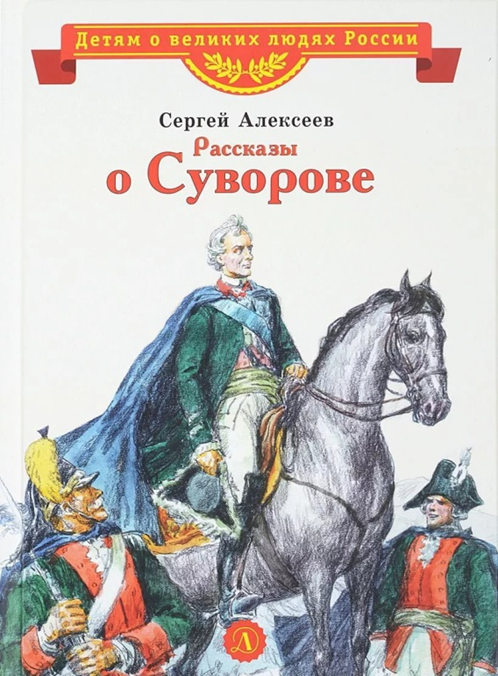 Детям о великих людях России
Сергей Алексеев
Рассказы
о Суворове
Д